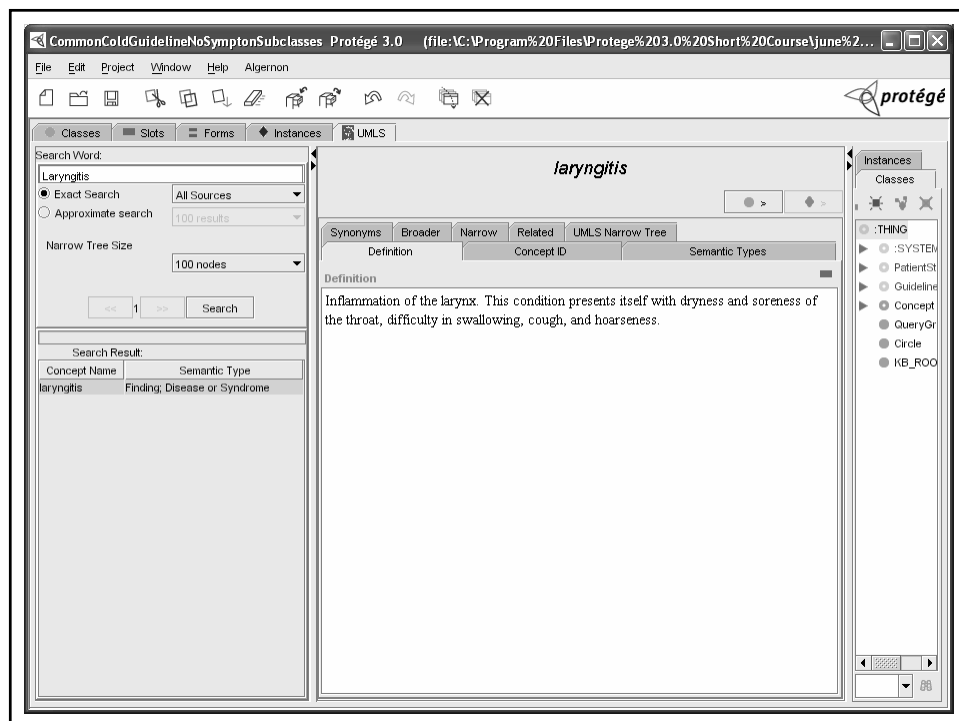 CommonColdGuidelineNoSymptonSubclasses Protégé 3.0 (file:\C:\Program%20Files\Protege%203.0%20Short%20Course\june%2...
File Edit Project Window Help Algernon
protégé
Classes Slots Forms Instances UMLS
Search Word:
Laryngitis
Exact Search All Sources
Approximate search 100 results
Narrow Tree Size
100 nodes
<< 1 >> Search
Search Result:
Concept Name Semantic Type
laryngitis Finding; Disease or Syndrome
laryngitis
» >
Synonyms Broader Narrow Related UMLS Narrow Tree
Definition Concept ID Semantic Types
Definition
Inflammation of the larynx. This condition presents itself with dryness and soreness of
the throat, difficulty in swallowing, cough, and hoarseness.
Instances
Classes
:THING
:SYSTEM
PatientSt
Guideline
Concept
QueryGr
Circle
KB_ROO